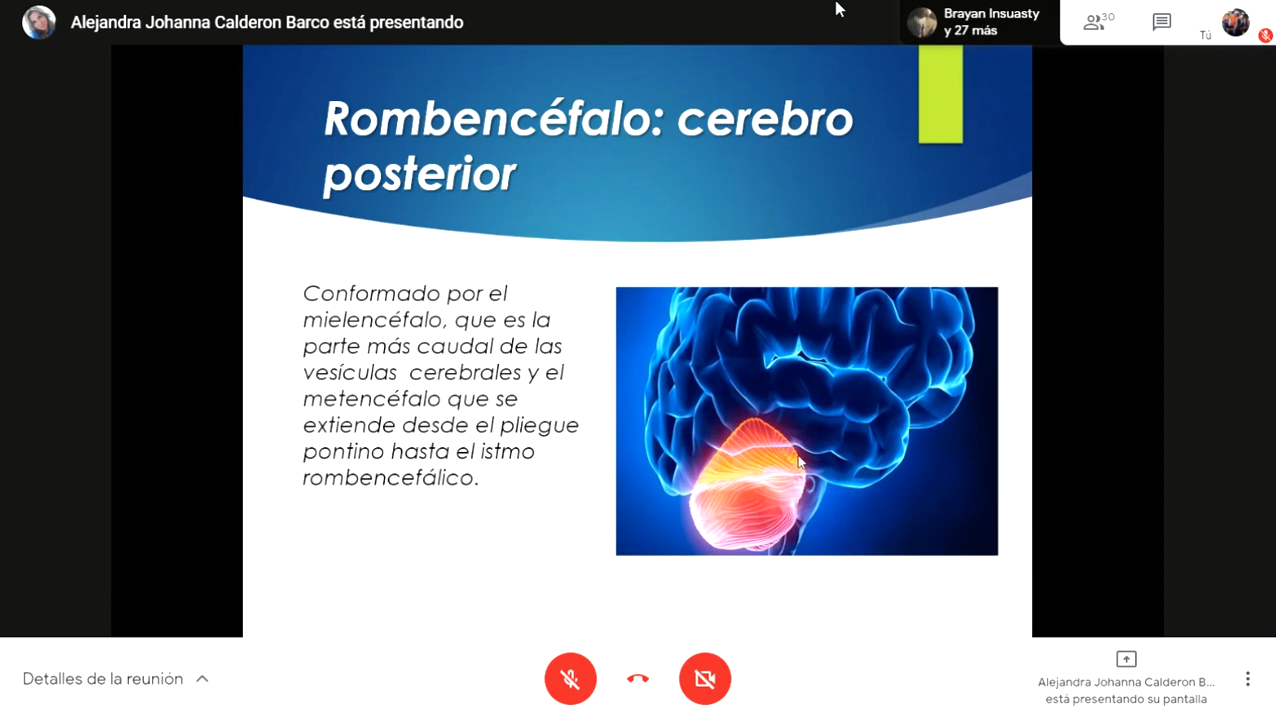 Alejandra Johanna Calderon Barco está presentando
Brayan Insuasty
y 27 más
30
Tú
Rombencéfalo: cerebro
posterior
Conformado por el
mielencéfalo, que es la
parte más caudal de las
vesículas cerebrales y el
metencéfalo que se
extiende desde el pliegue
pontino hasta el istmo
rombencefálico.
Detalles de la reunión
Alejandra Johanna Calderon B...
está presentando su pantalla